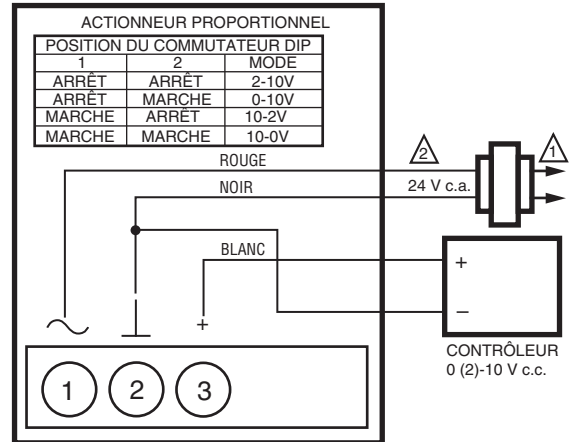 ACTIONNEUR PROPORTIONNEL
POSITION DU COMMUTATEUR DIP
1 2 MODE
ARRÊT ARRÊT 2-10V
ARRÊT MARCHE 0-10V
MARCHE ARRÊT 10-2V
MARCHE MARCHE 10-0V
ROUGE
2
1
NOIR
24 V c.a.
BLANC
+
−
+
CONTRÔLEUR
0 (2)-10 V c.c.
1 2 3